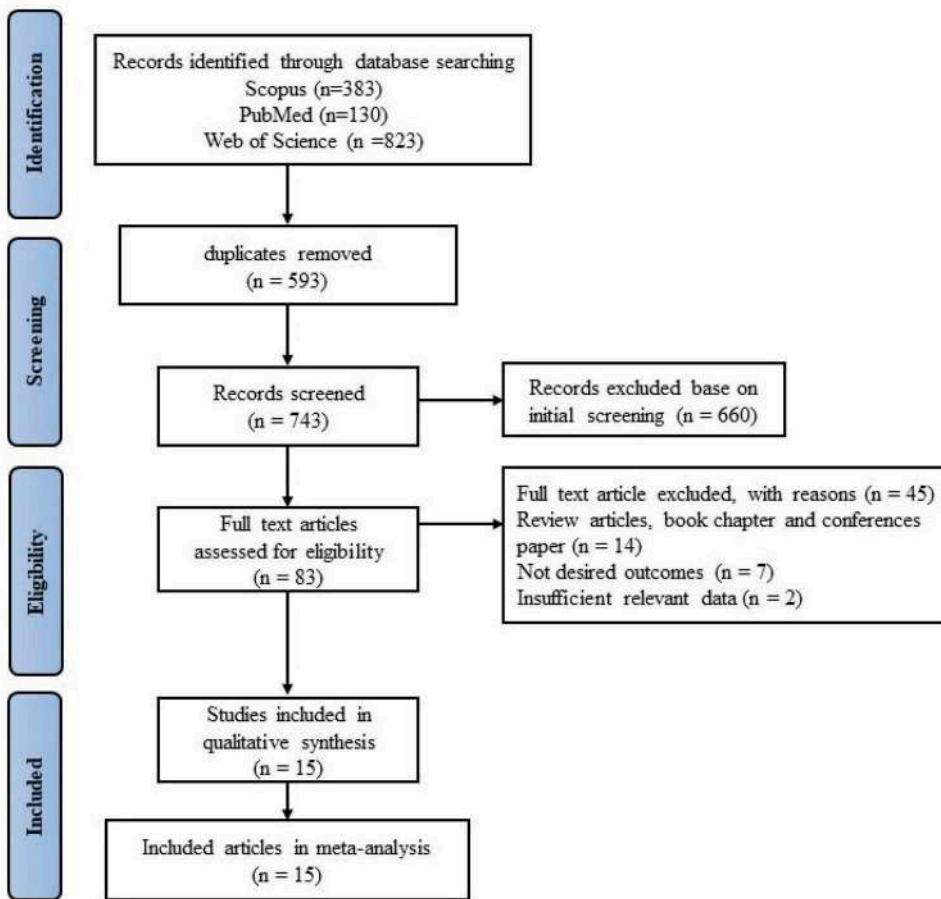 Identification
Records identified through database searching
Scopus (n=383)
PubMed (n=130)
Web of Science (n =823)
Screening
duplicates removed
(n = 593)
Records screened
(n = 743)
Records excluded base on
initial screening (n = 660)
Eligibility
Full text articles
assessed for eligibility
(n = 83)
Full text article excluded, with reasons (n = 45)
Review articles, book chapter and conferences
paper (n = 14)
Not desired outcomes (n = 7)
Insufficient relevant data (n = 2)
Included
Studies included in
qualitative synthesis
(n = 15)
Included articles in meta-analysis
n = 15)